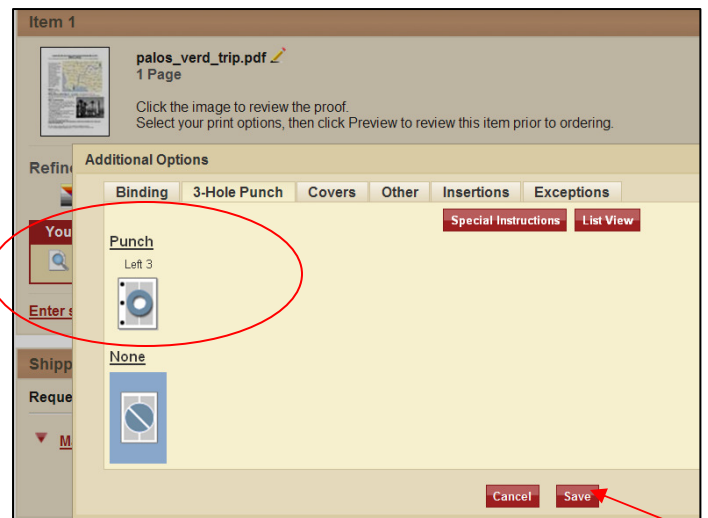 Item 1
palos_verd_trip.pdf
1 Page
Click the image to review the proof.
Select your print options, then click Preview to review this item prior to ordering.
Refin
Additional Options
Binding 3-Hole Punch Covers Other Insertions Exceptions
Special Instructions List View
You
Punch
Left 3
Enter s
None
Shipp
Reque
M
Cancel Save